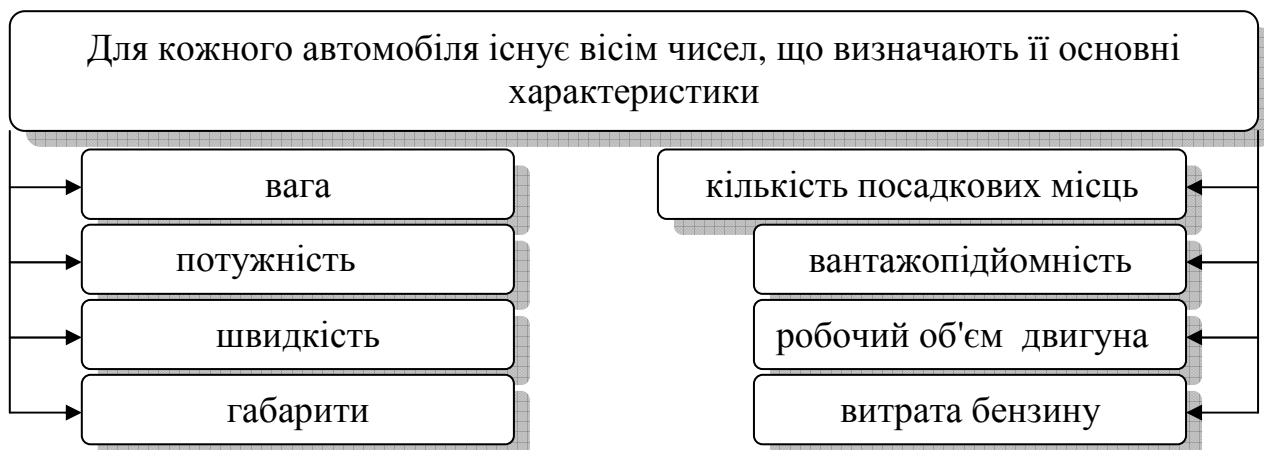 Для кожного автомобіля існує вісім чисел, що визначають її основні
характеристики
вага
потужність
швидкість
габарити
кількість посадкових місць
вантажопідйомність
робочий об'єм двигуна
витрата бензину